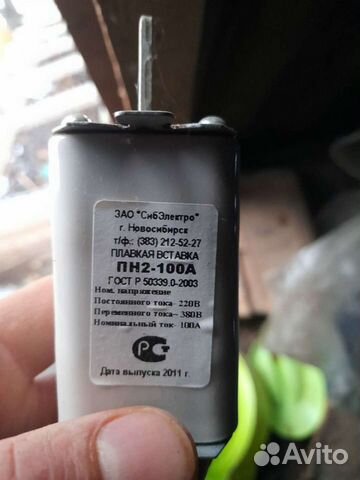 ЗАО "СибЭлектро"
г. Новосибирск
т/ф.: (383) 212-52-27
ПЛАВКАЯ ВСТАВКА
ПН2-100А
ГОСТ Р 50339.0-2003
Ном. напряжение
Постоянного тока- 220В
Переменного тока- 380В
Номинальный ток- 100А
РСТ
Дата выпуска 2011 г.
Avito